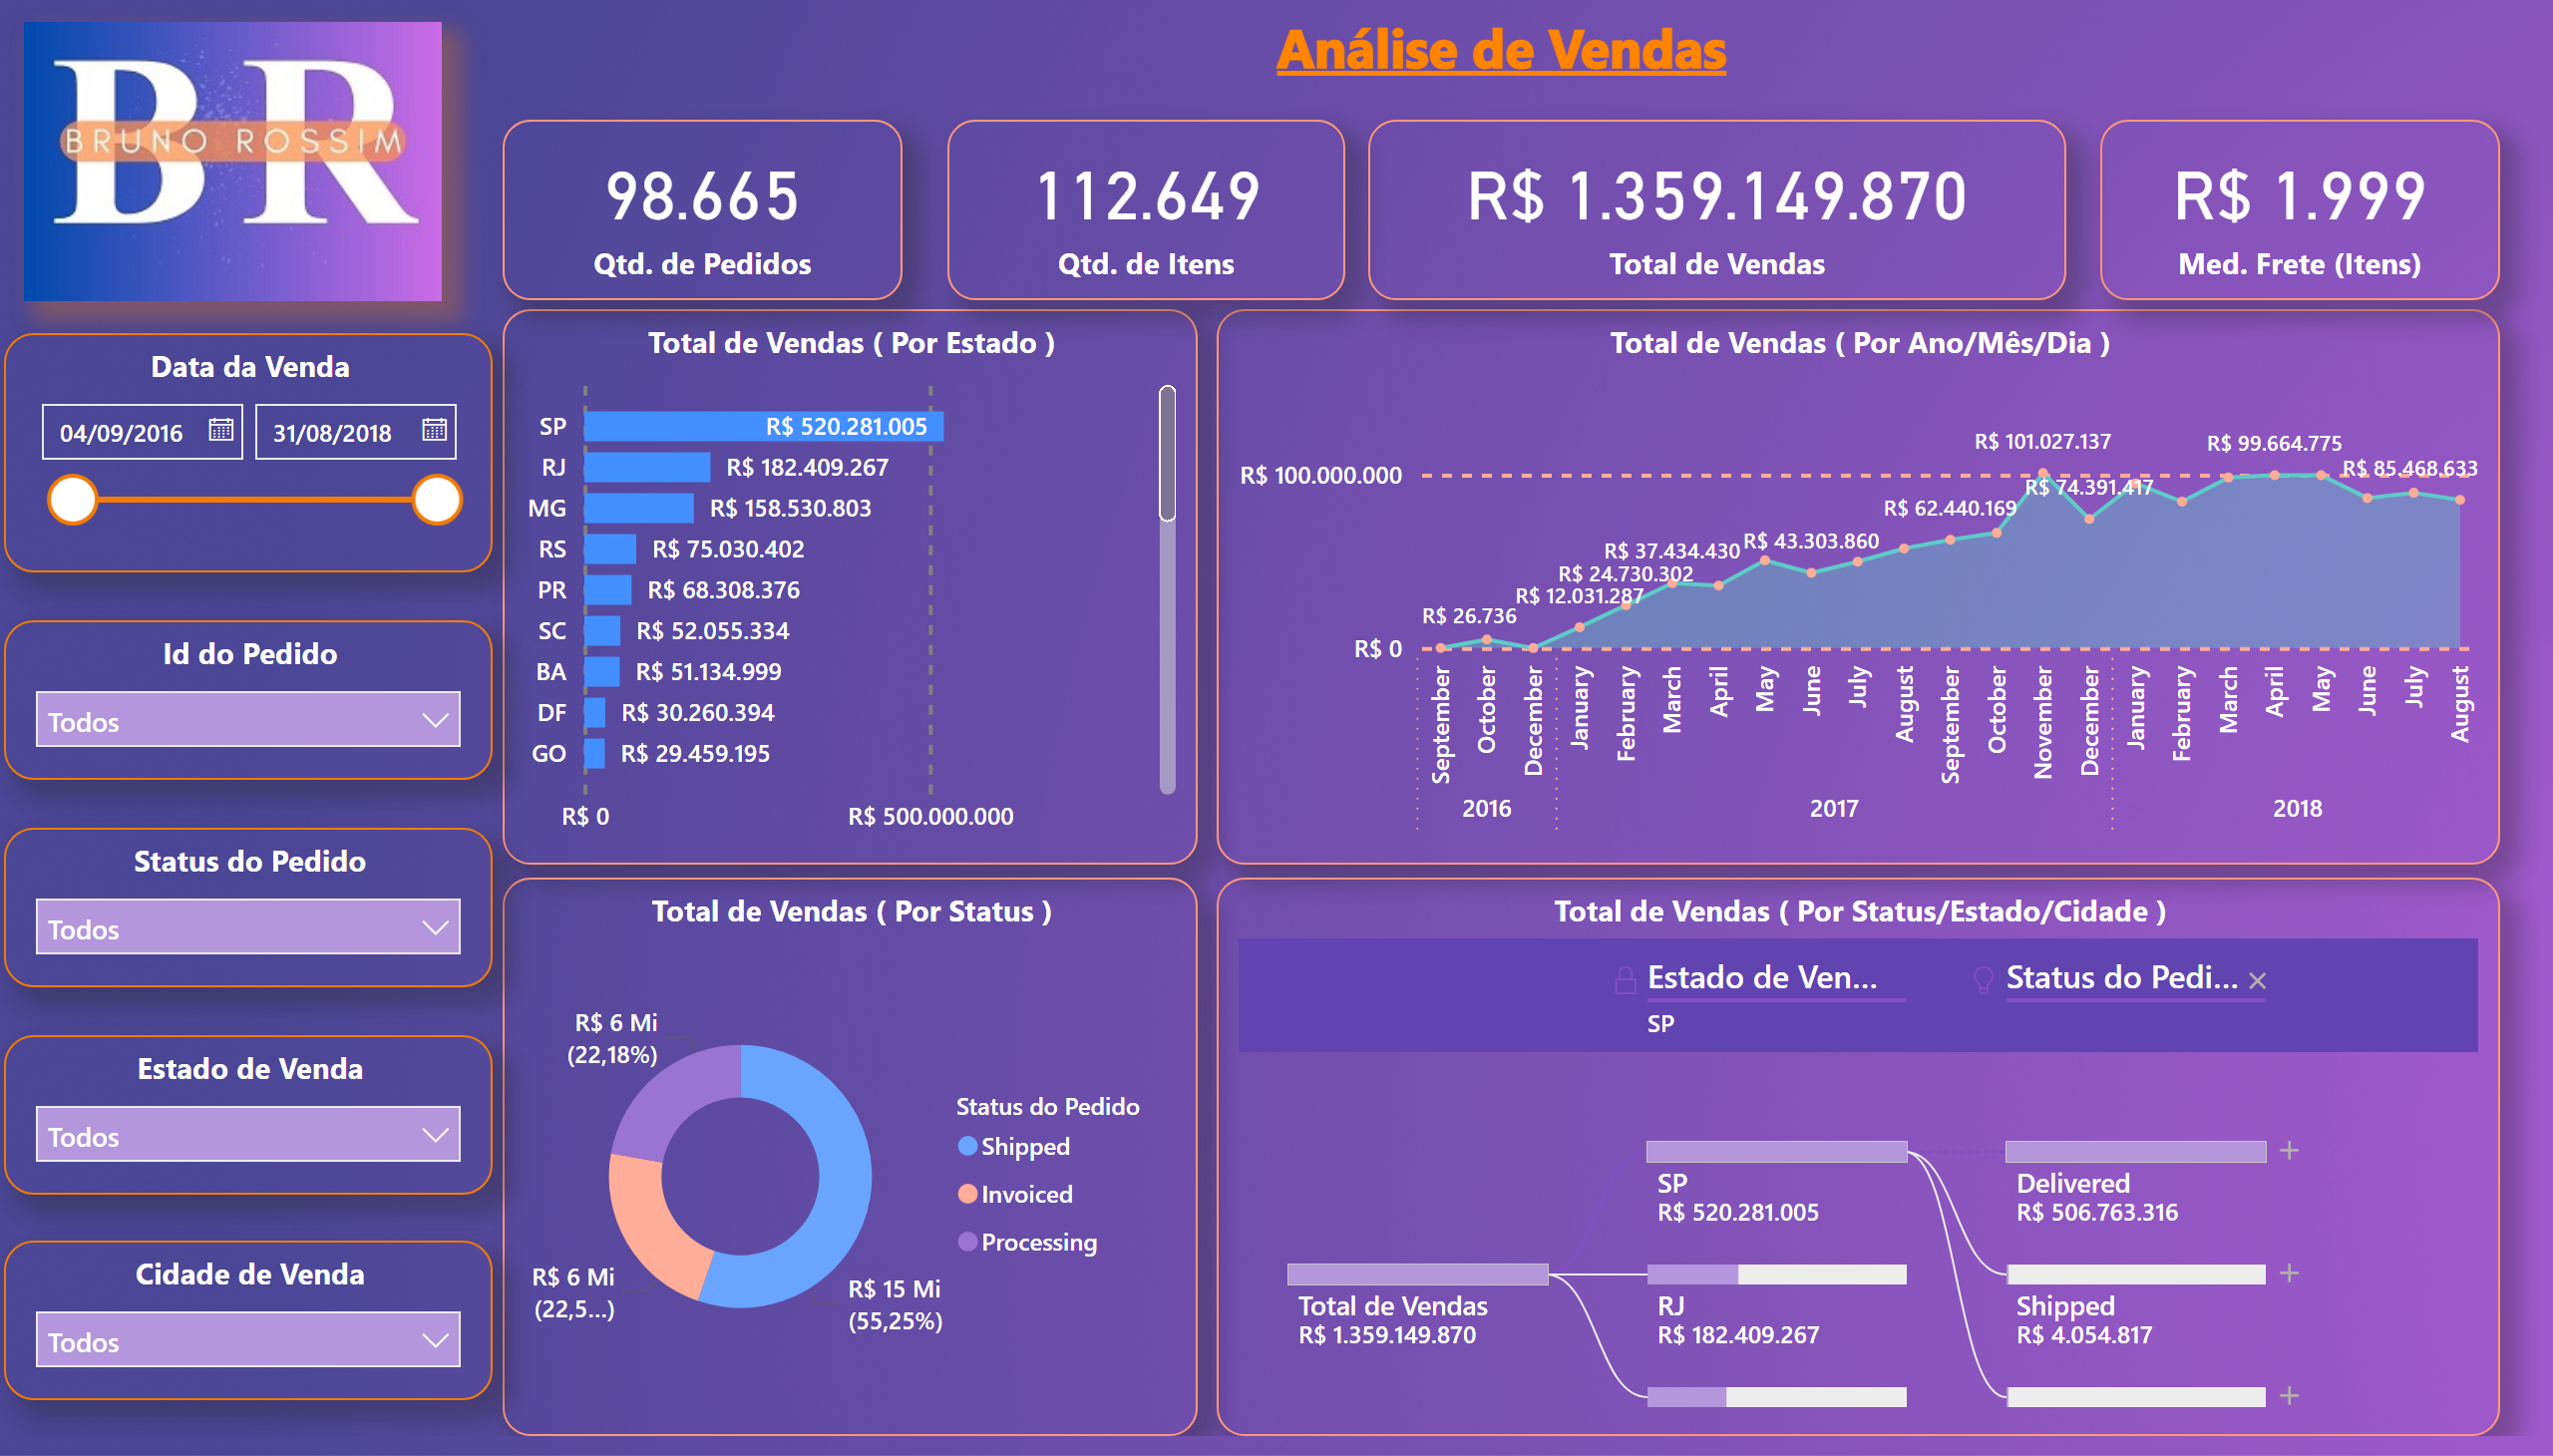 BR
BRUNO ROSSIM
Análise de Vendas
98.665
Qtd. de Pedidos
112.649
Qtd. de Itens
R$ 1.359.149.870
Total de Vendas
R$ 1.999
Med. Frete (Itens)
Data da Venda
04/09/2016
31/08/2018
Id do Pedido
Todos
Status do Pedido
Todos
Estado de Venda
Todos
Cidade de Venda
Todos
Total de Vendas ( Por Estado )
SP R$ 520.281.005
RJ R$ 182.409.267
MG R$ 158.530.803
RS R$ 75.030.402
PR R$ 68.308.376
SC R$ 52.055.334
BA R$ 51.134.999
DF R$ 30.260.394
GO R$ 29.459.195
R$ 0 R$ 500.000.000
Total de Vendas ( Por Ano/Mês/Dia )
R$ 100.000.000
R$ 0
R$ 26.736
R$ 12.031.287
R$ 24.730.302
R$ 37.434.430
R$ 43.303.860
R$ 62.440.169
R$ 101.027.137
R$ 74.391.417
R$ 99.664.775
R$ 85.468.633
September
October
December
January
February
March
April
May
June
July
August
September
October
November
December
January
February
March
April
May
June
July
August
2016 2017 2018
Total de Vendas ( Por Status )
R$ 6 Mi
(22,18%)
R$ 6 Mi
(22,5...)
R$ 15 Mi
(55,25%)
Status do Pedido
Shipped
Invoiced
Processing
Total de Vendas ( Por Status/Estado/Cidade )
Estado de Ven...
SP
Status do Pedi...
Total de Vendas
R$ 1.359.149.870
SP
R$ 520.281.005
RJ
R$ 182.409.267
Delivered
R$ 506.763.316
Shipped
R$ 4.054.817